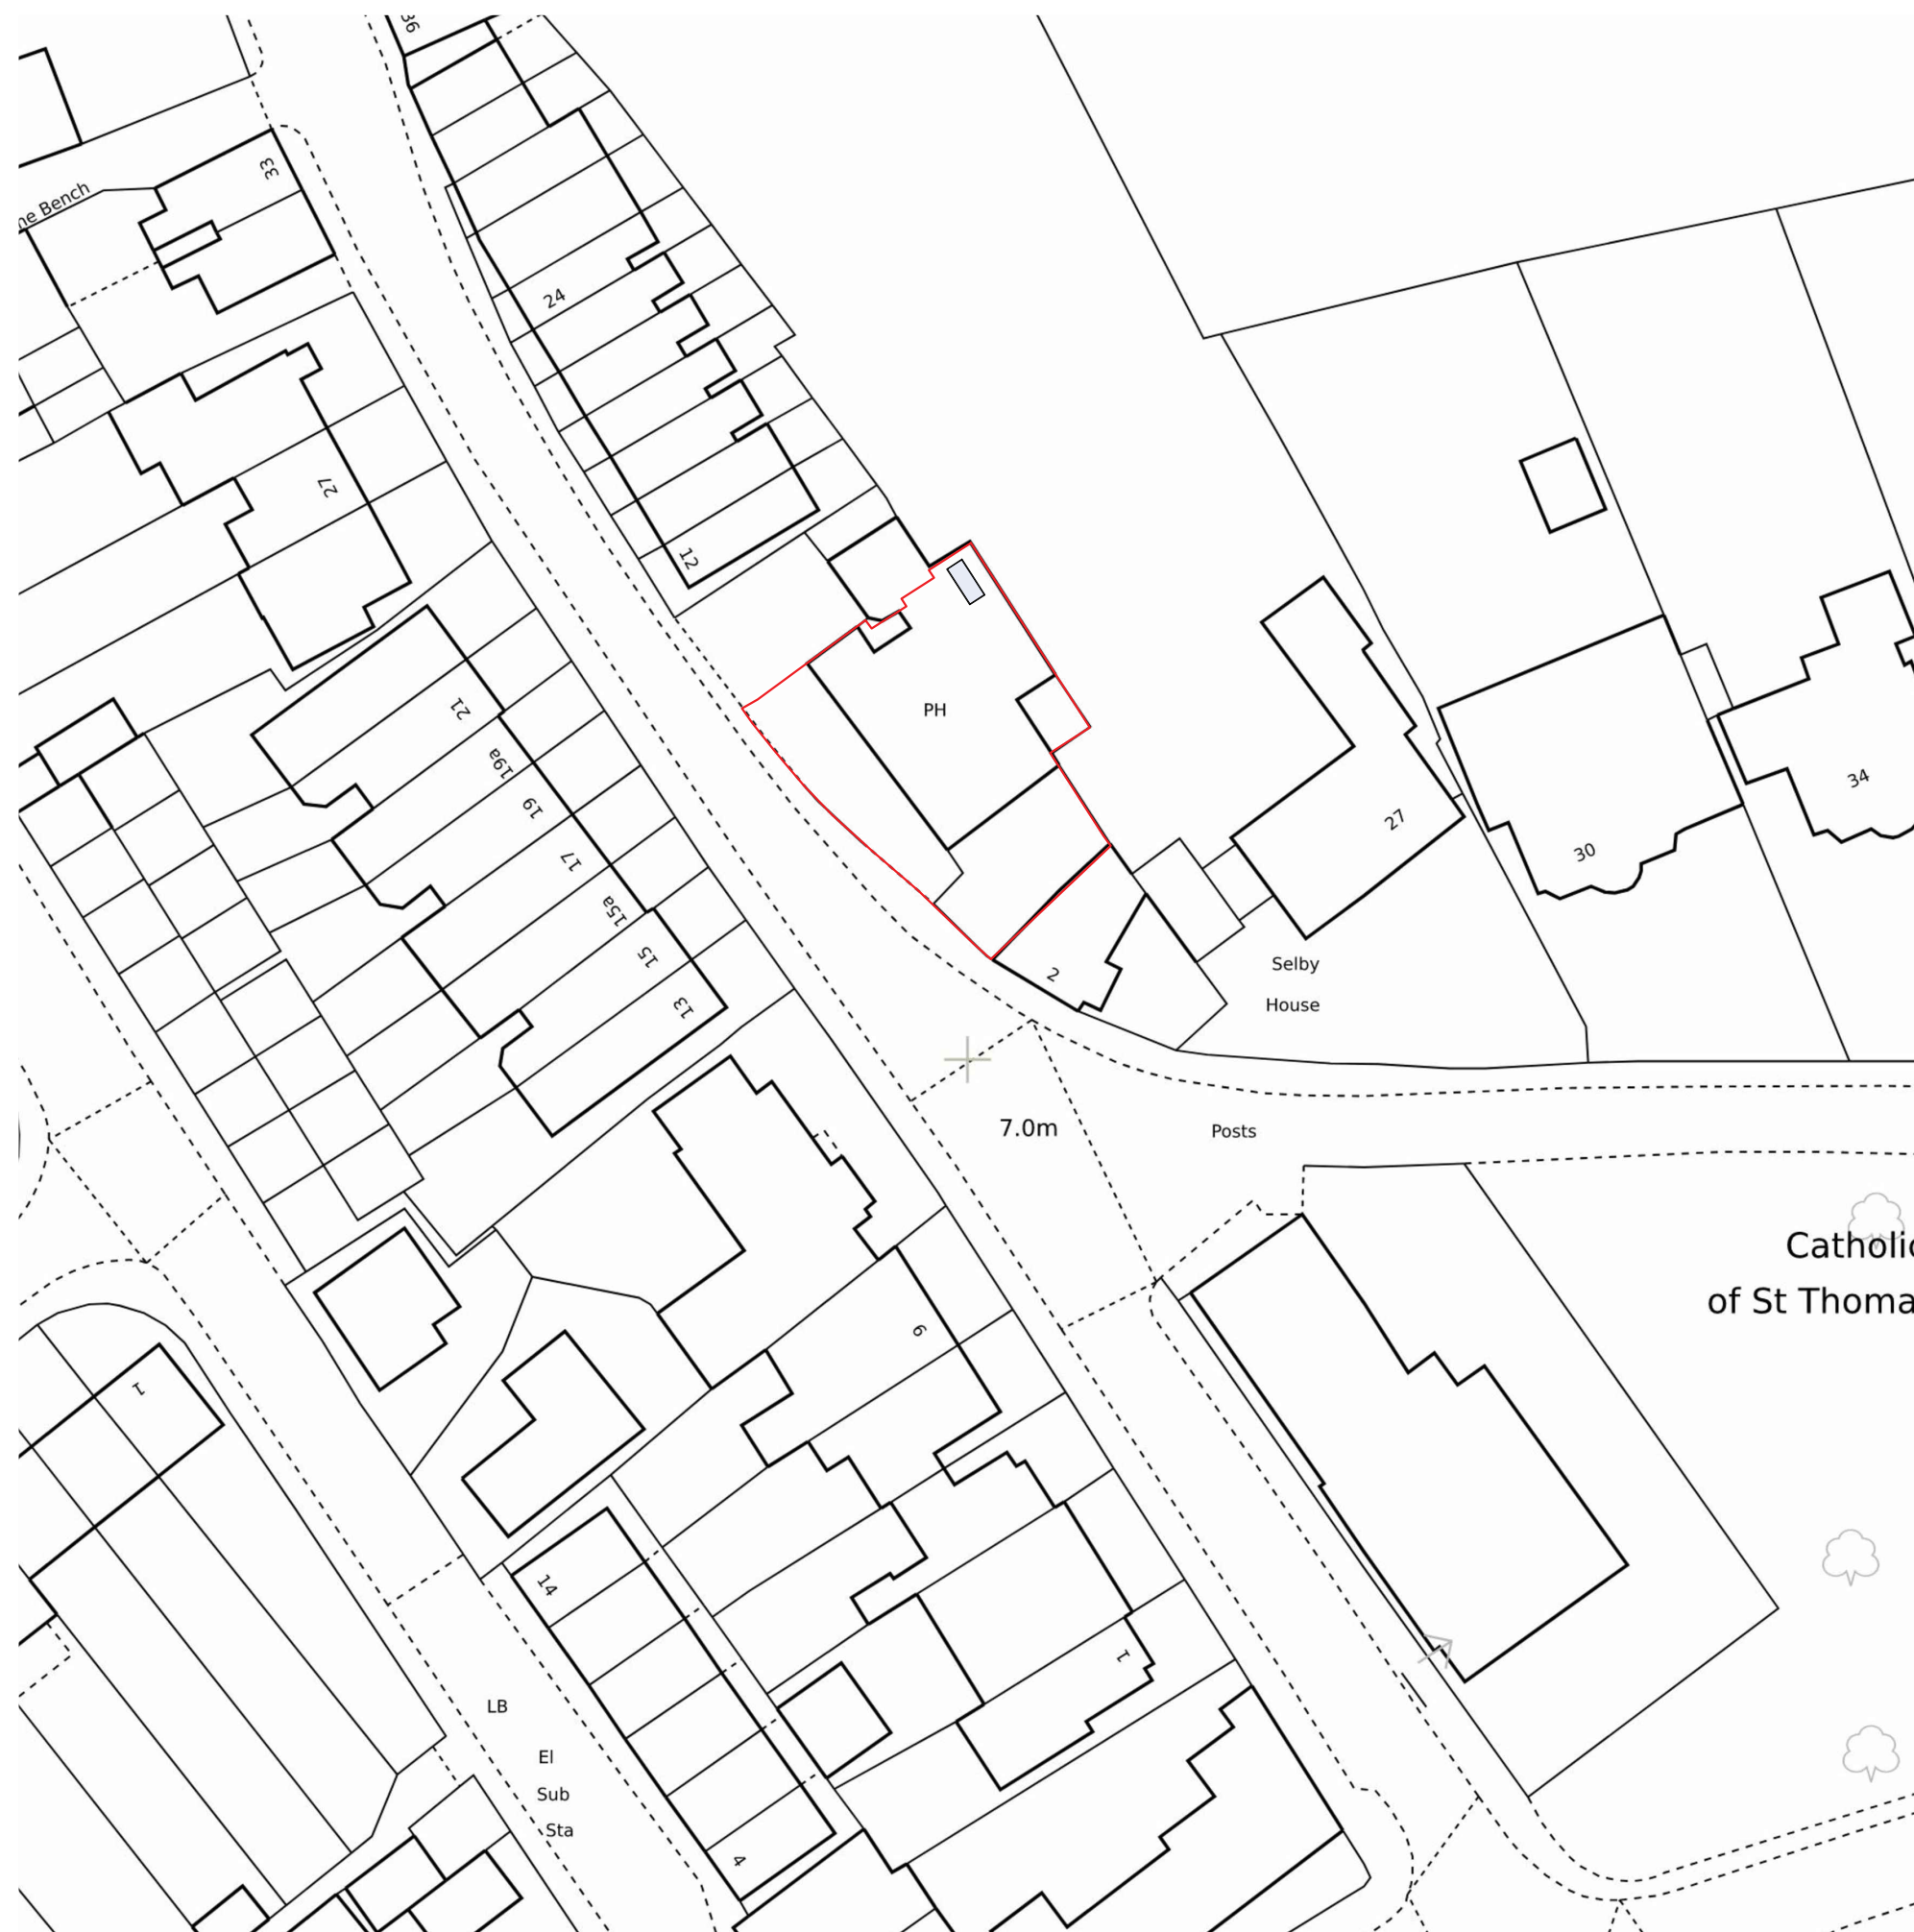 36
33
ne Bench
24
27
12
21
PH
19a
34
19
27
30
17
15a
15
2
Selby
13
House
7.0m
Posts
Catholic
of St Thoma
9
1
14
1
LB
El
Sub
Sta
4